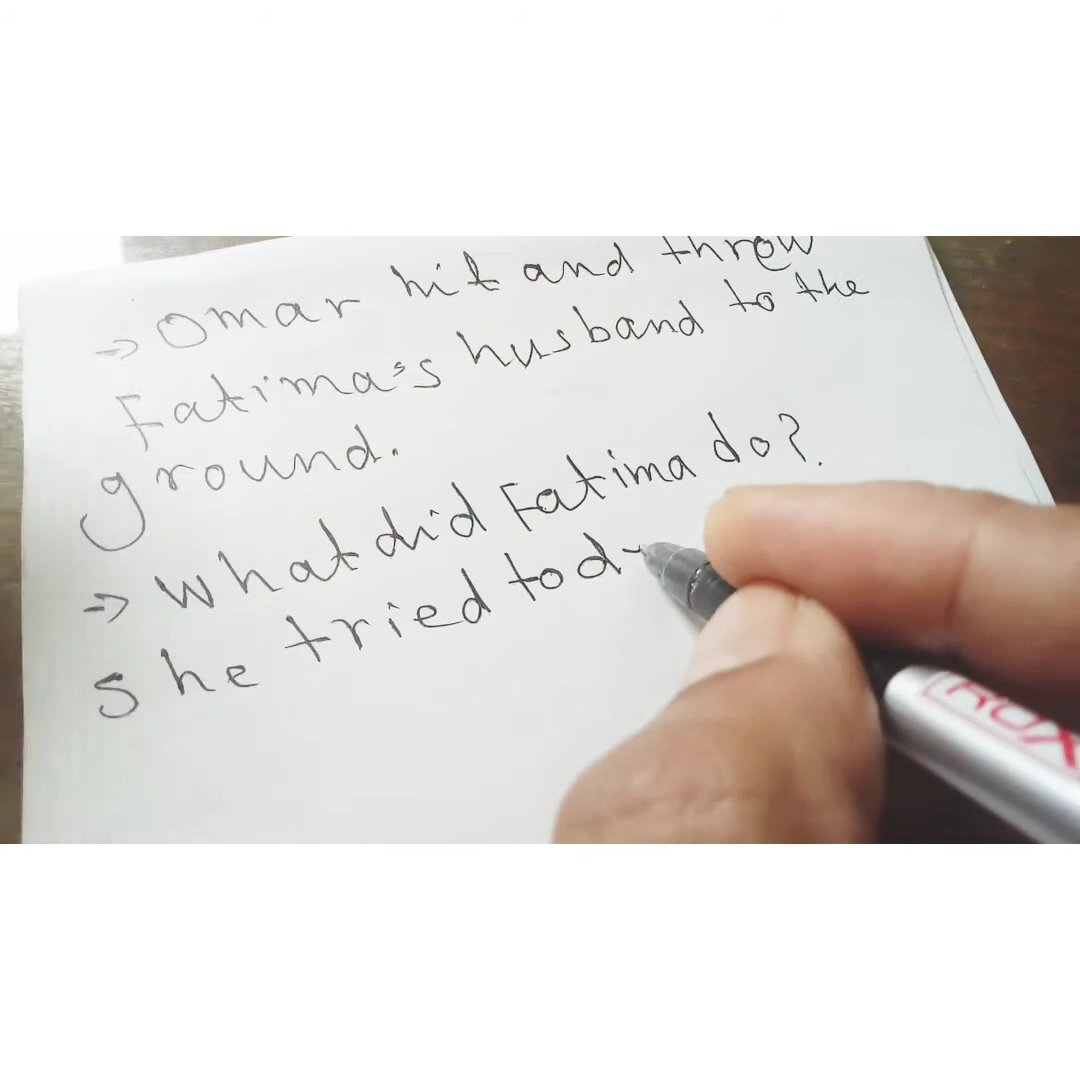 → Omar hit and threw
Fatima's husband to the
ground.
→ What did Fatima do?
She tried to d